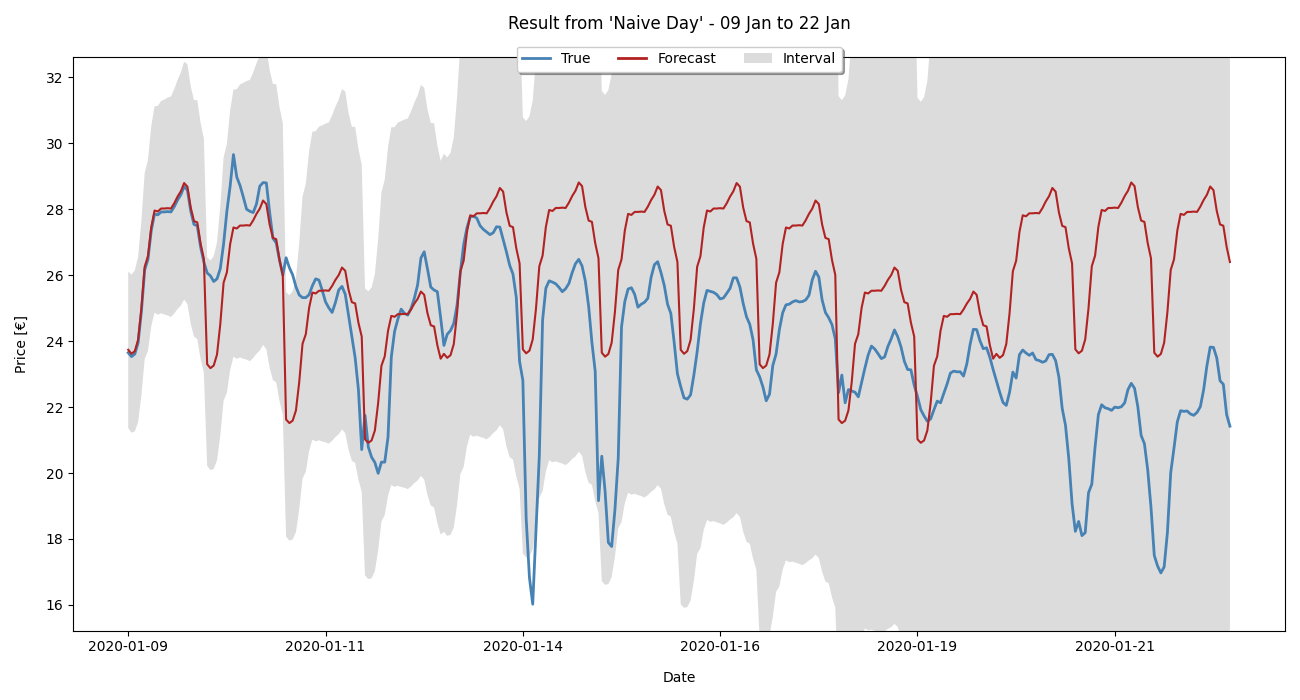 Result from 'Naive Day' - 09 Jan to 22 Jan
True Forecast Interval
32
30
28
26
24
22
20
18
16
Price [€]
2020-01-09 2020-01-11 2020-01-14 2020-01-16 2020-01-19 2020-01-21
Date